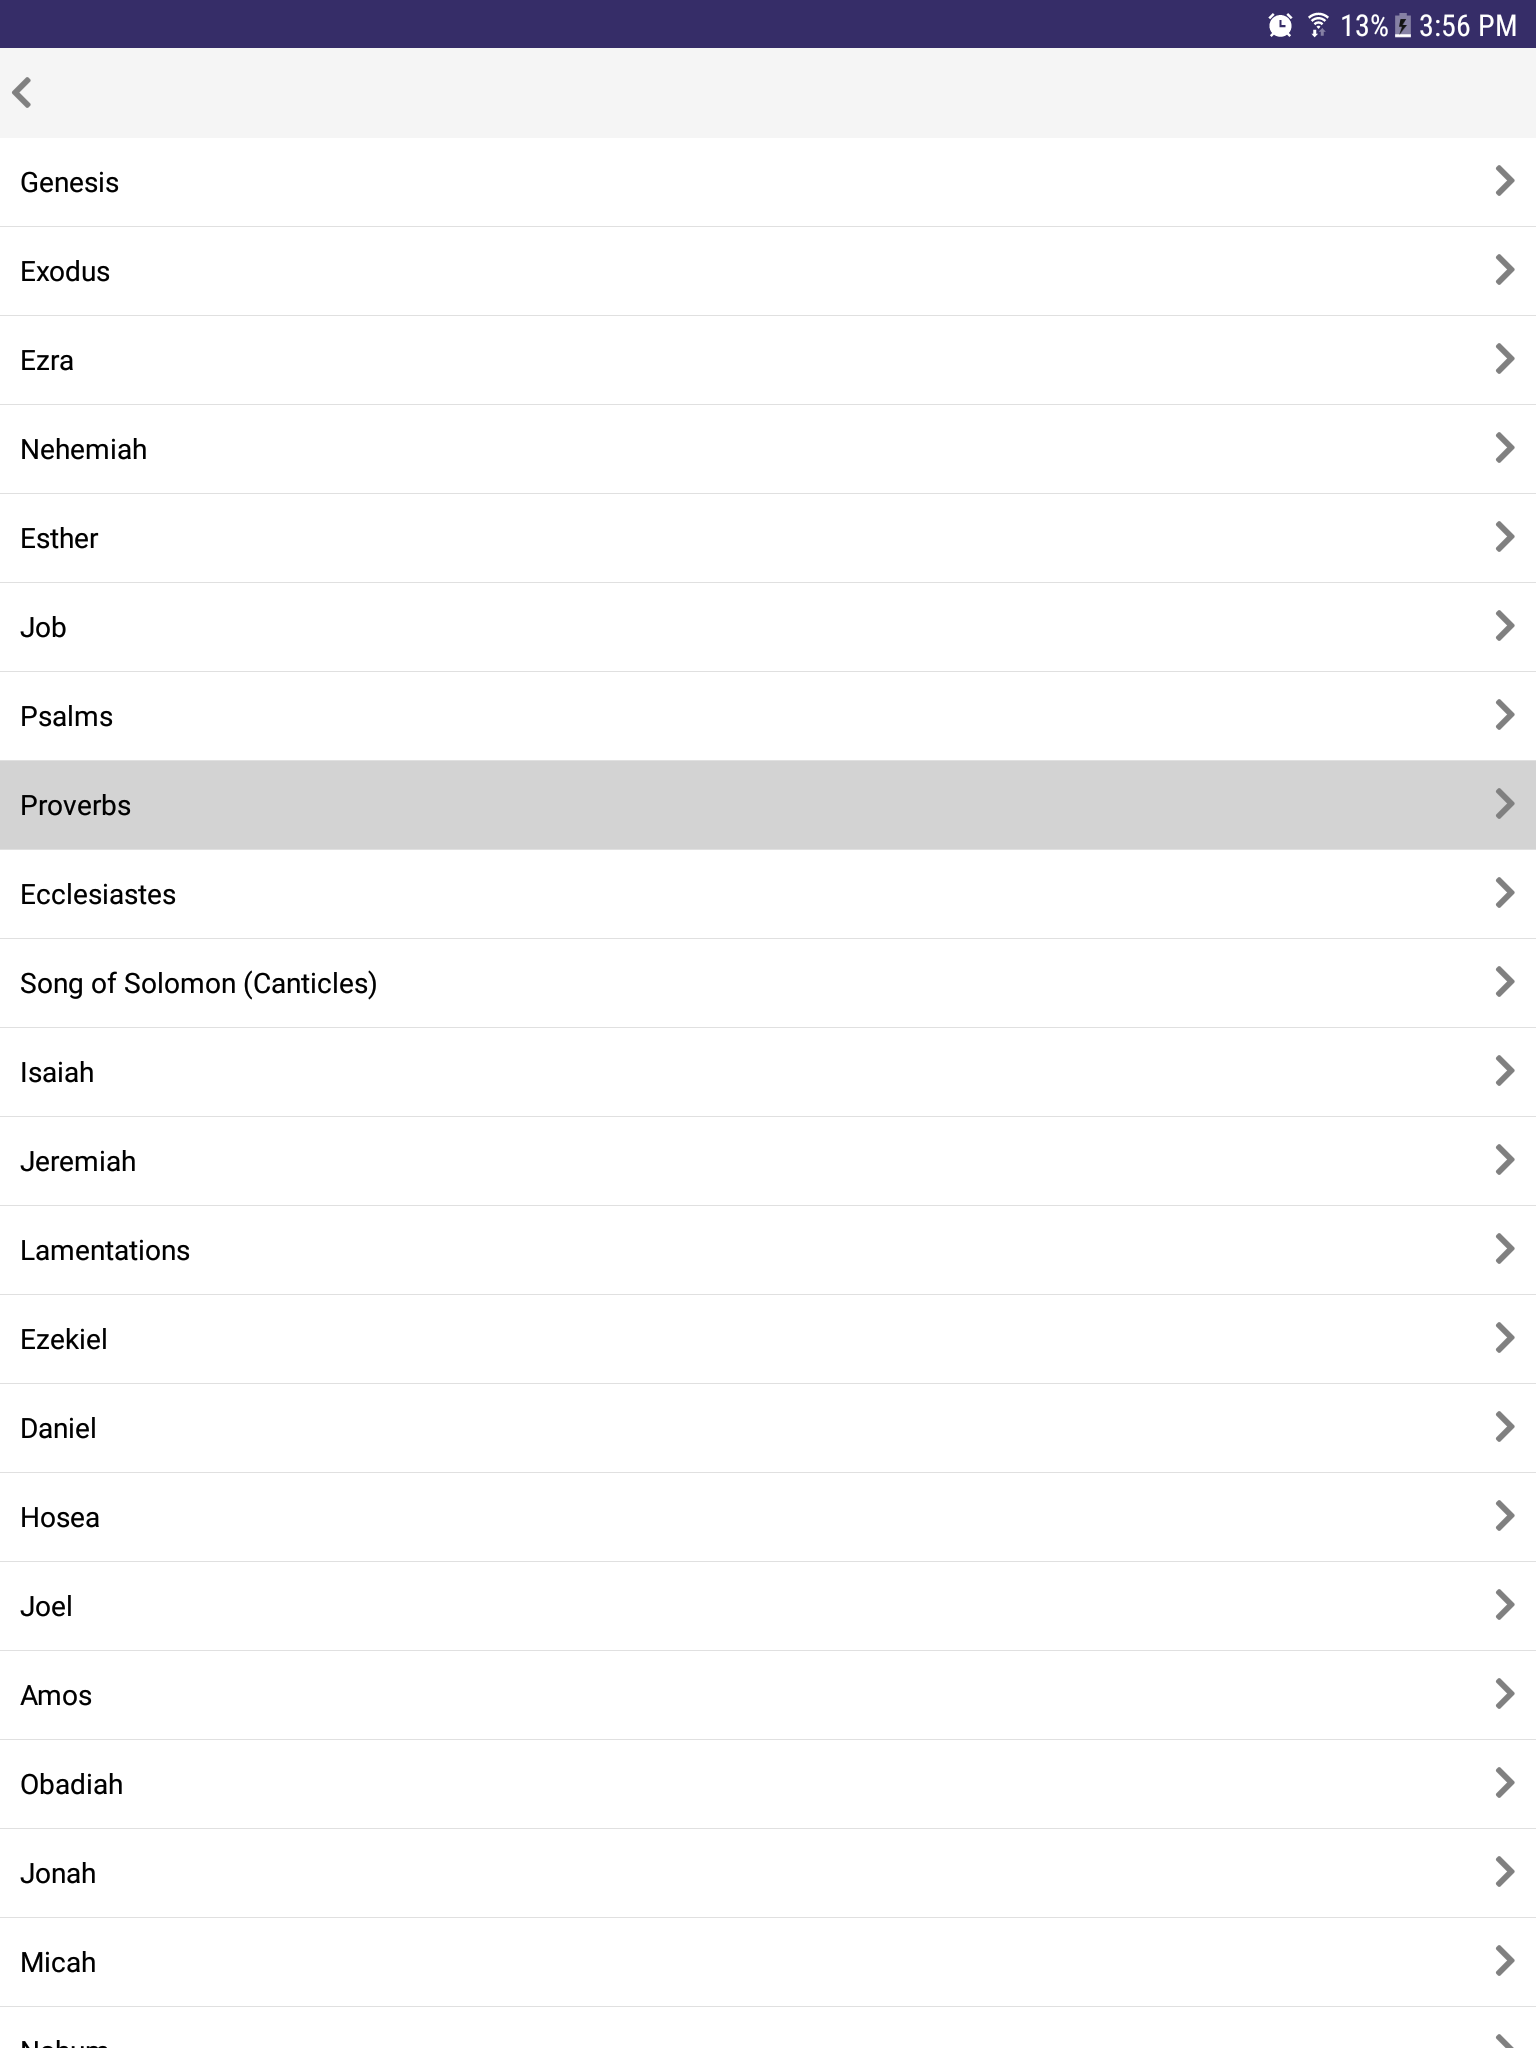 13% 3:56 PM
Genesis
Exodus
Ezra
Nehemiah
Esther
Job
Psalms
Proverbs
Ecclesiastes
Song of Solomon (Canticles)
Isaiah
Jeremiah
Lamentations
Ezekiel
Daniel
Hosea
Joel
Amos
Obadiah
Jonah
Micah
Nahum